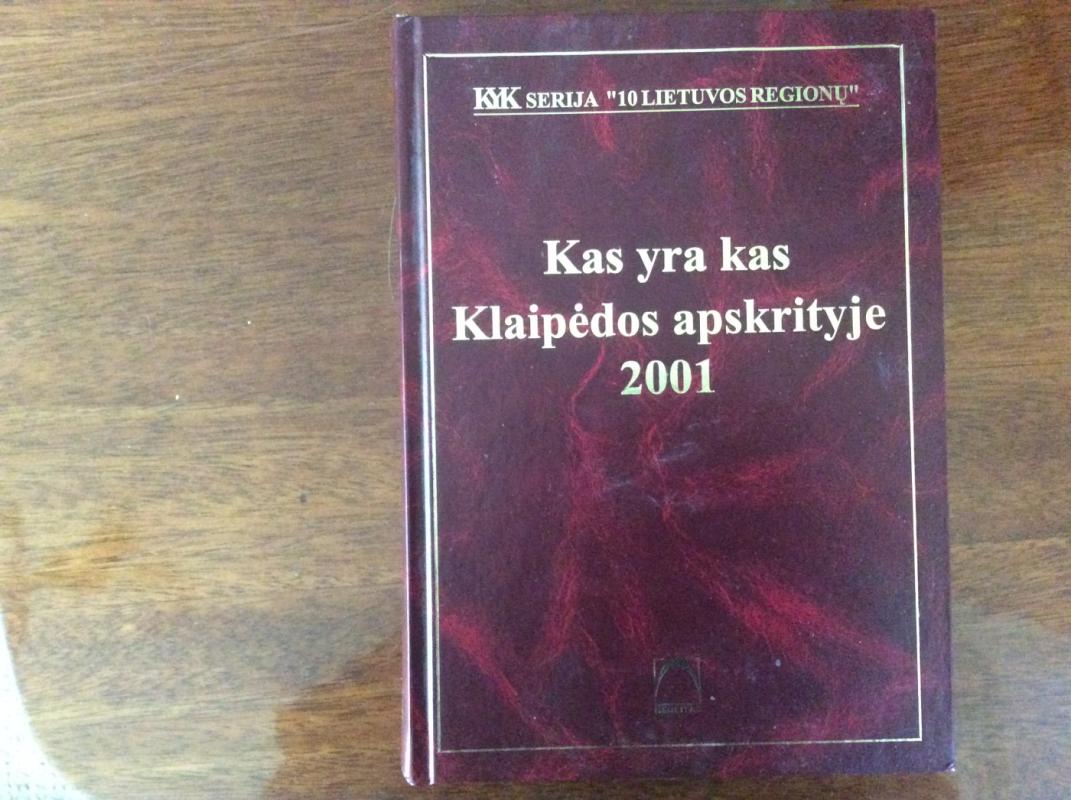 KYK SERIJA "10 LIETUVOS REGIONŲ"
Kas yra kas
Klaipėdos apskrityje
2001